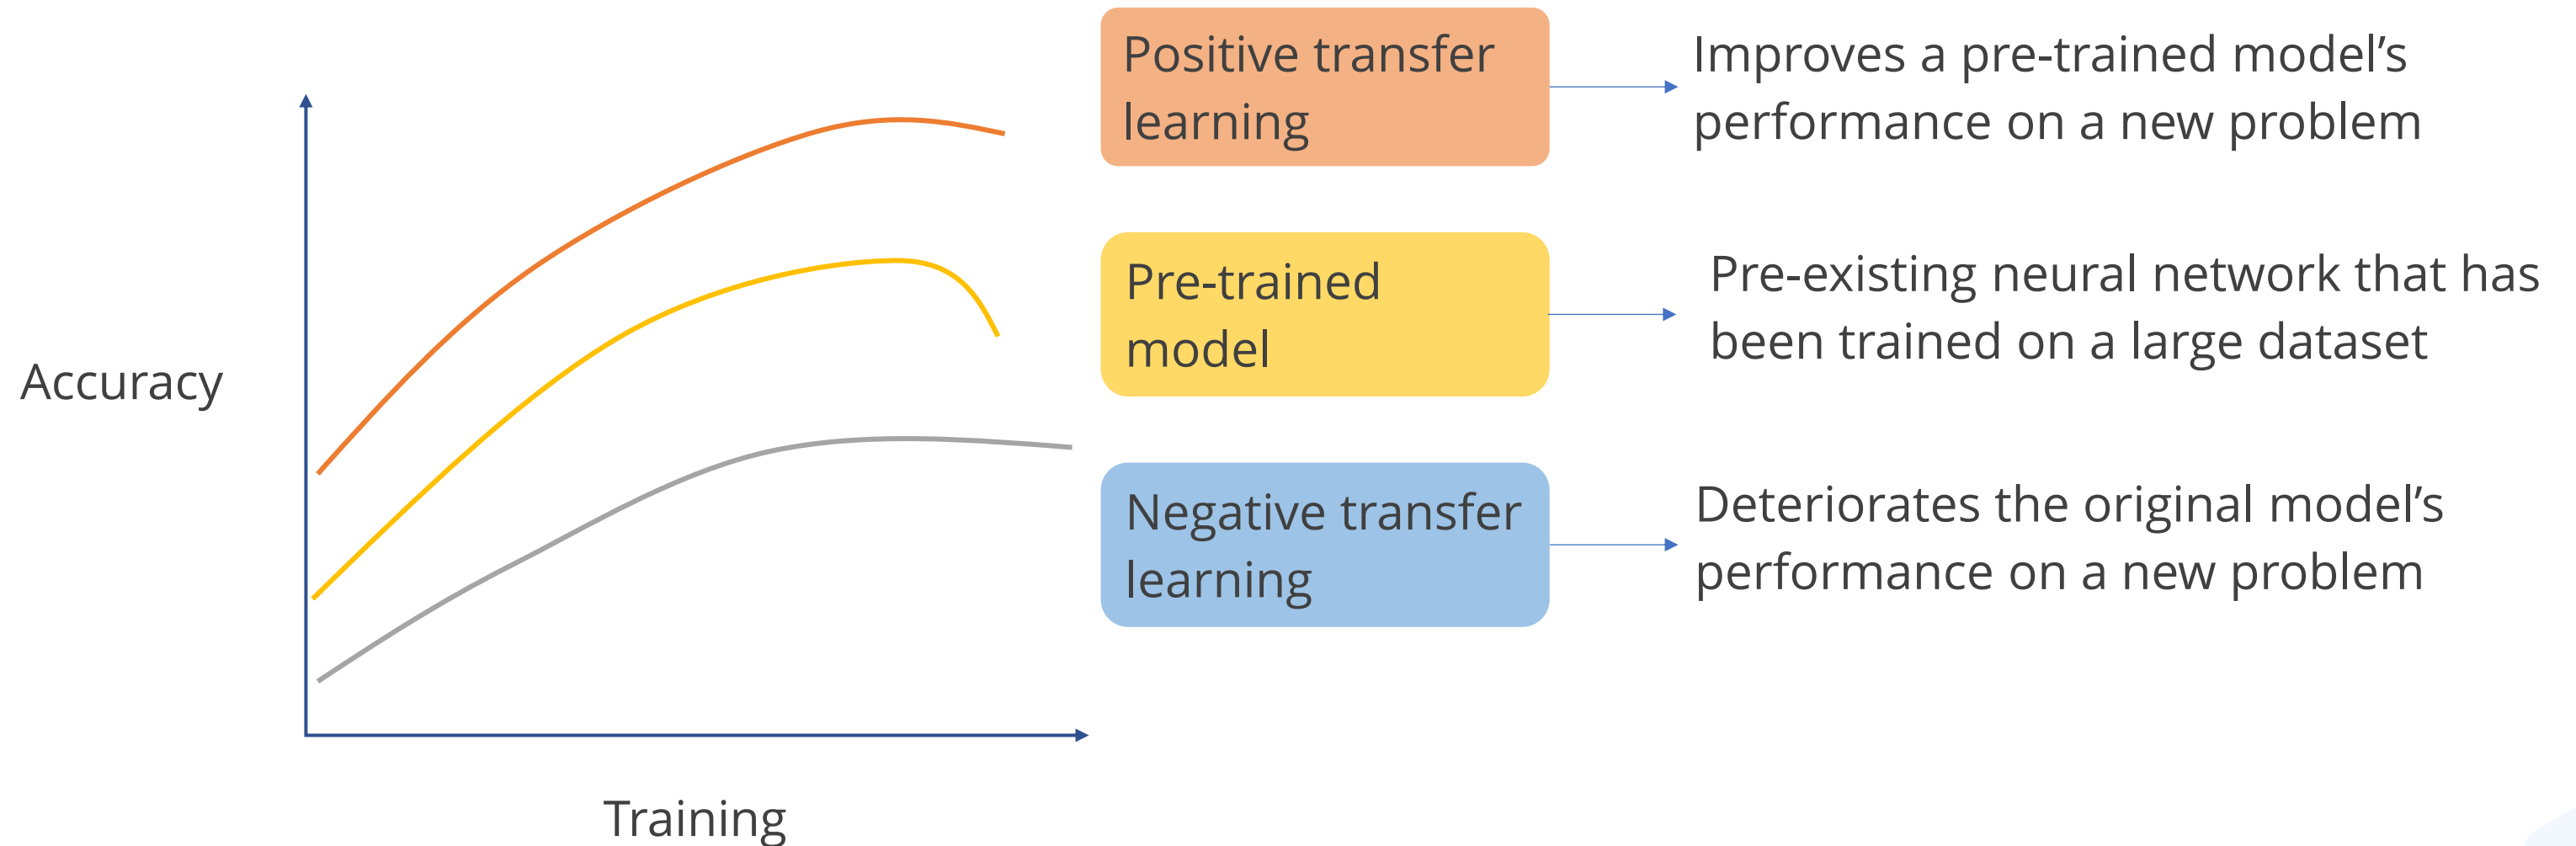 Accuracy
Training
Positive transfer
learning
Improves a pre-trained model’s
performance on a new problem
Pre-trained
model
Pre-existing neural network that has
been trained on a large dataset
Negative transfer
learning
Deteriorates the original model’s
performance on a new problem